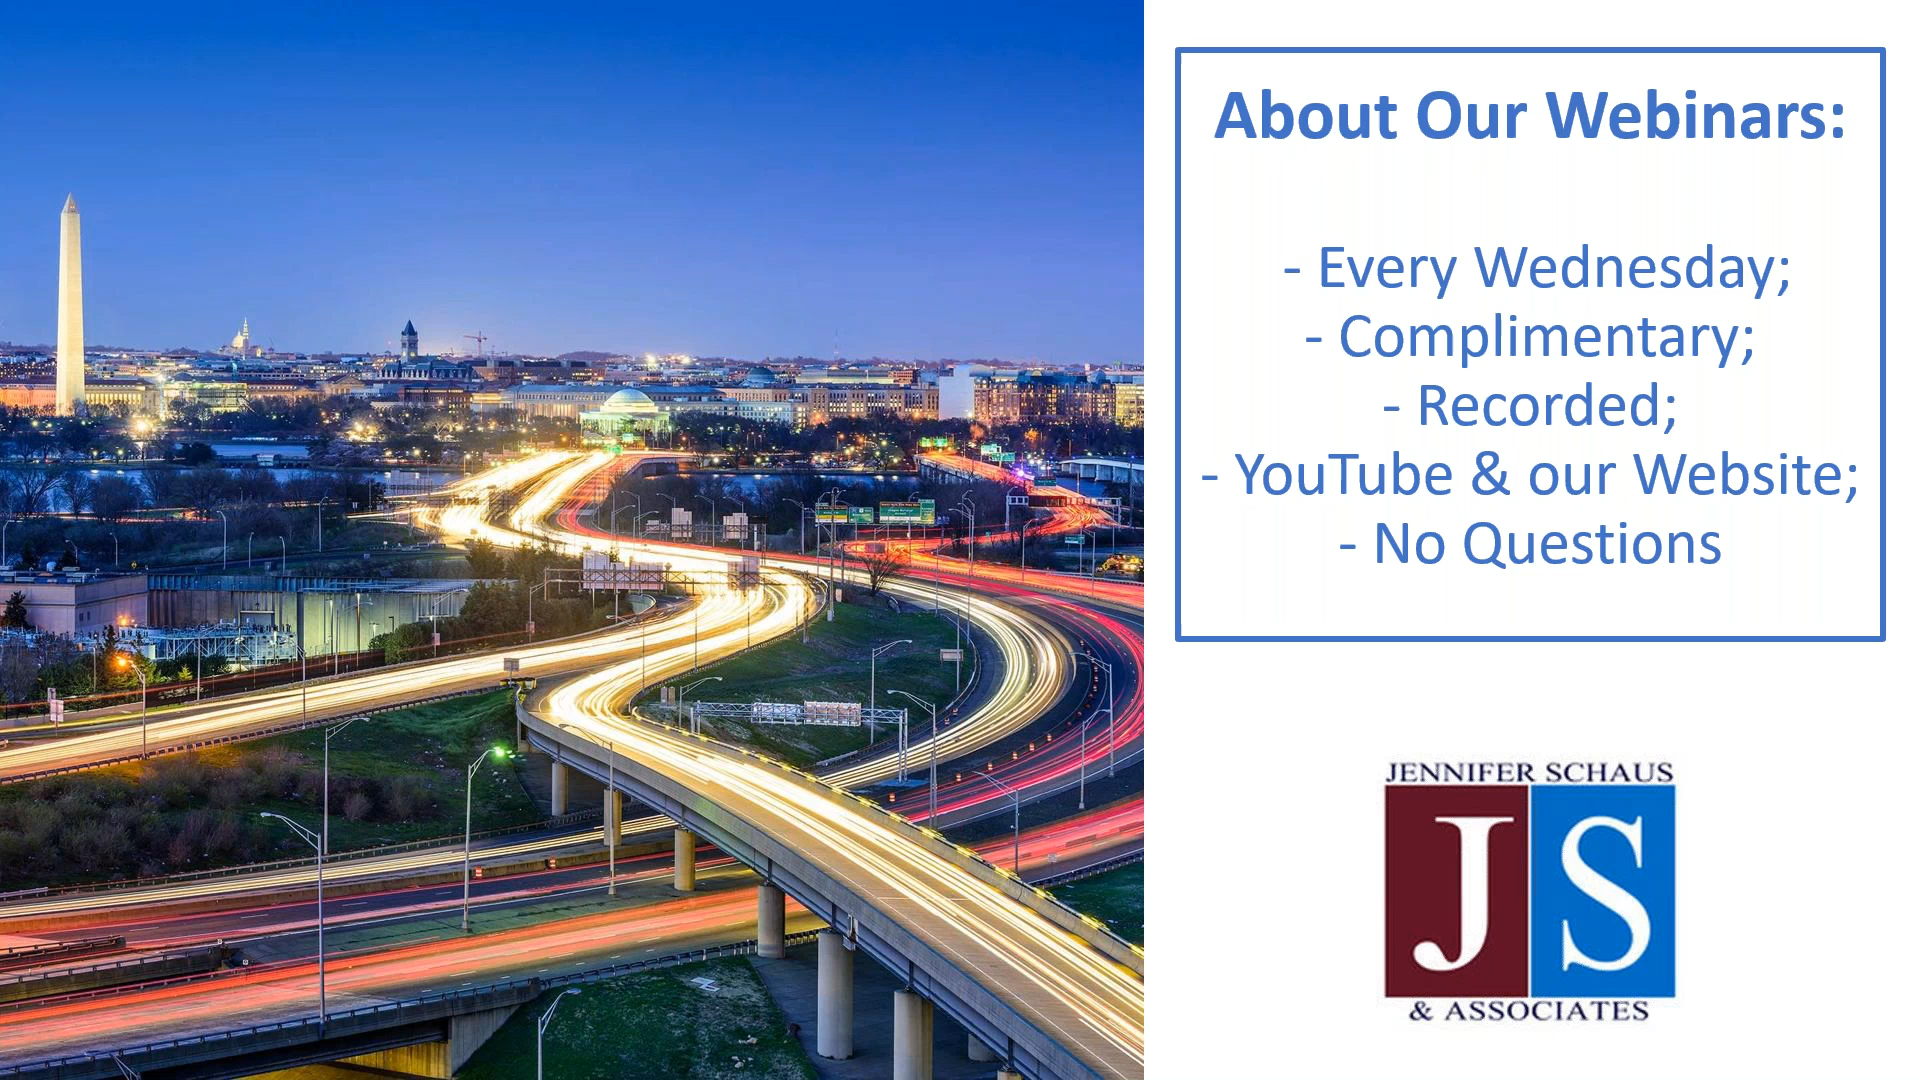 About Our Webinars:
- Every Wednesday;
- Complimentary;
- Recorded;
- YouTube & our Website;
- No Questions
JENNIFER SCHAUS
JS
& ASSOCIATES